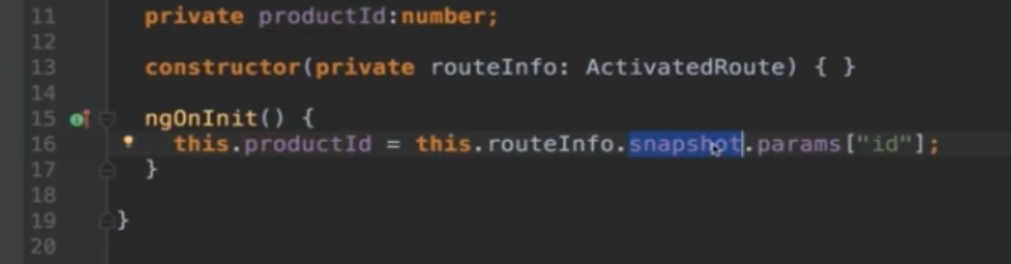 11 private productId:number;
12
13 constructor(private routeInfo: ActivatedRoute) { }
14
15 ngOnInit() {
16 this.productId = this.routeInfo.snapshot.params["id"];
17 }
18
19 }
20